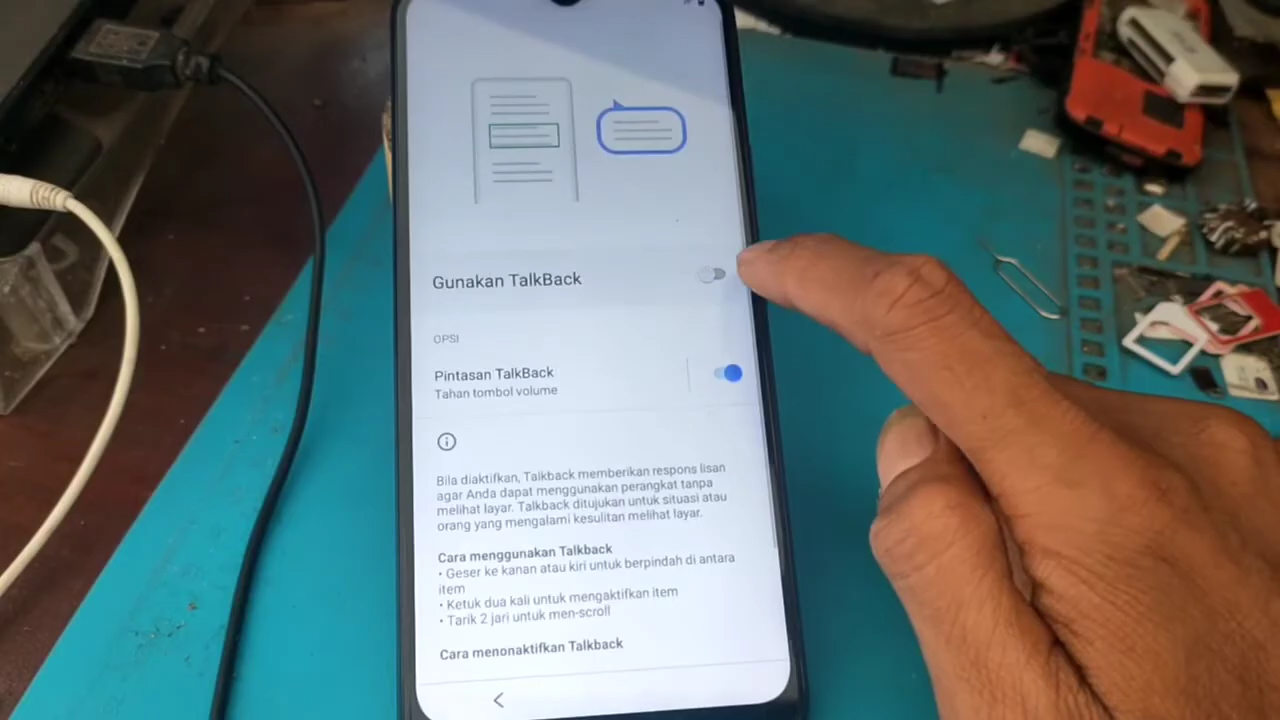 Gunakan TalkBack
OPSI
Pintasan TalkBack
Tahan tombol volume
Bila diaktifkan, Talkback memberikan respons lisan
agar Anda dapat menggunakan perangkat tanpa
melihat layar. Talkback ditujukan untuk situasi atau
orang yang mengalami kesulitan melihat layar.
Cara menggunakan Talkback
• Geser ke kanan atau kiri untuk berpindah di antara
item
• Ketuk dua kali untuk mengaktifkan item
• Tarik 2 jari untuk men-scroll
Cara menonaktifkan Talkback